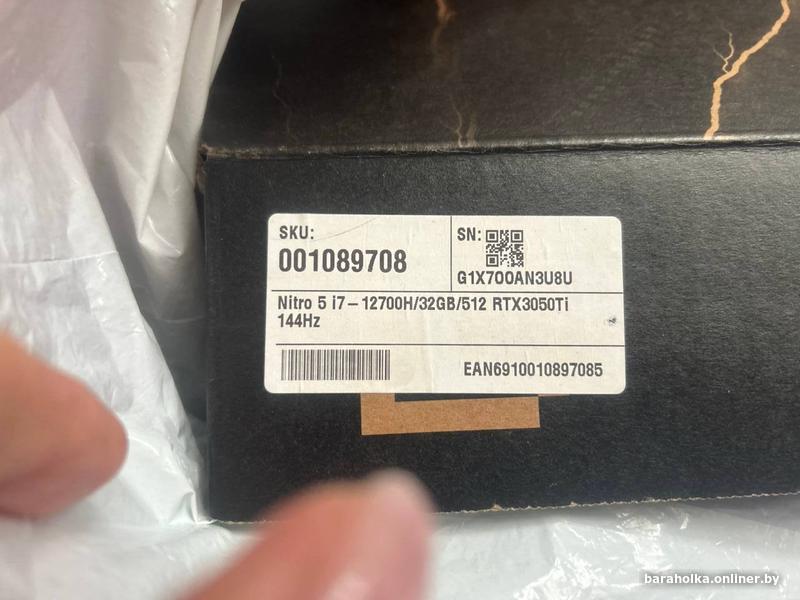 SKU:
001089708
SN:
G1X700AN3U8U
Nitro 5 i7-12700H/32GB/512 RTX3050Ti
144Hz
EAN6910010897085
baraholka.onliner.by